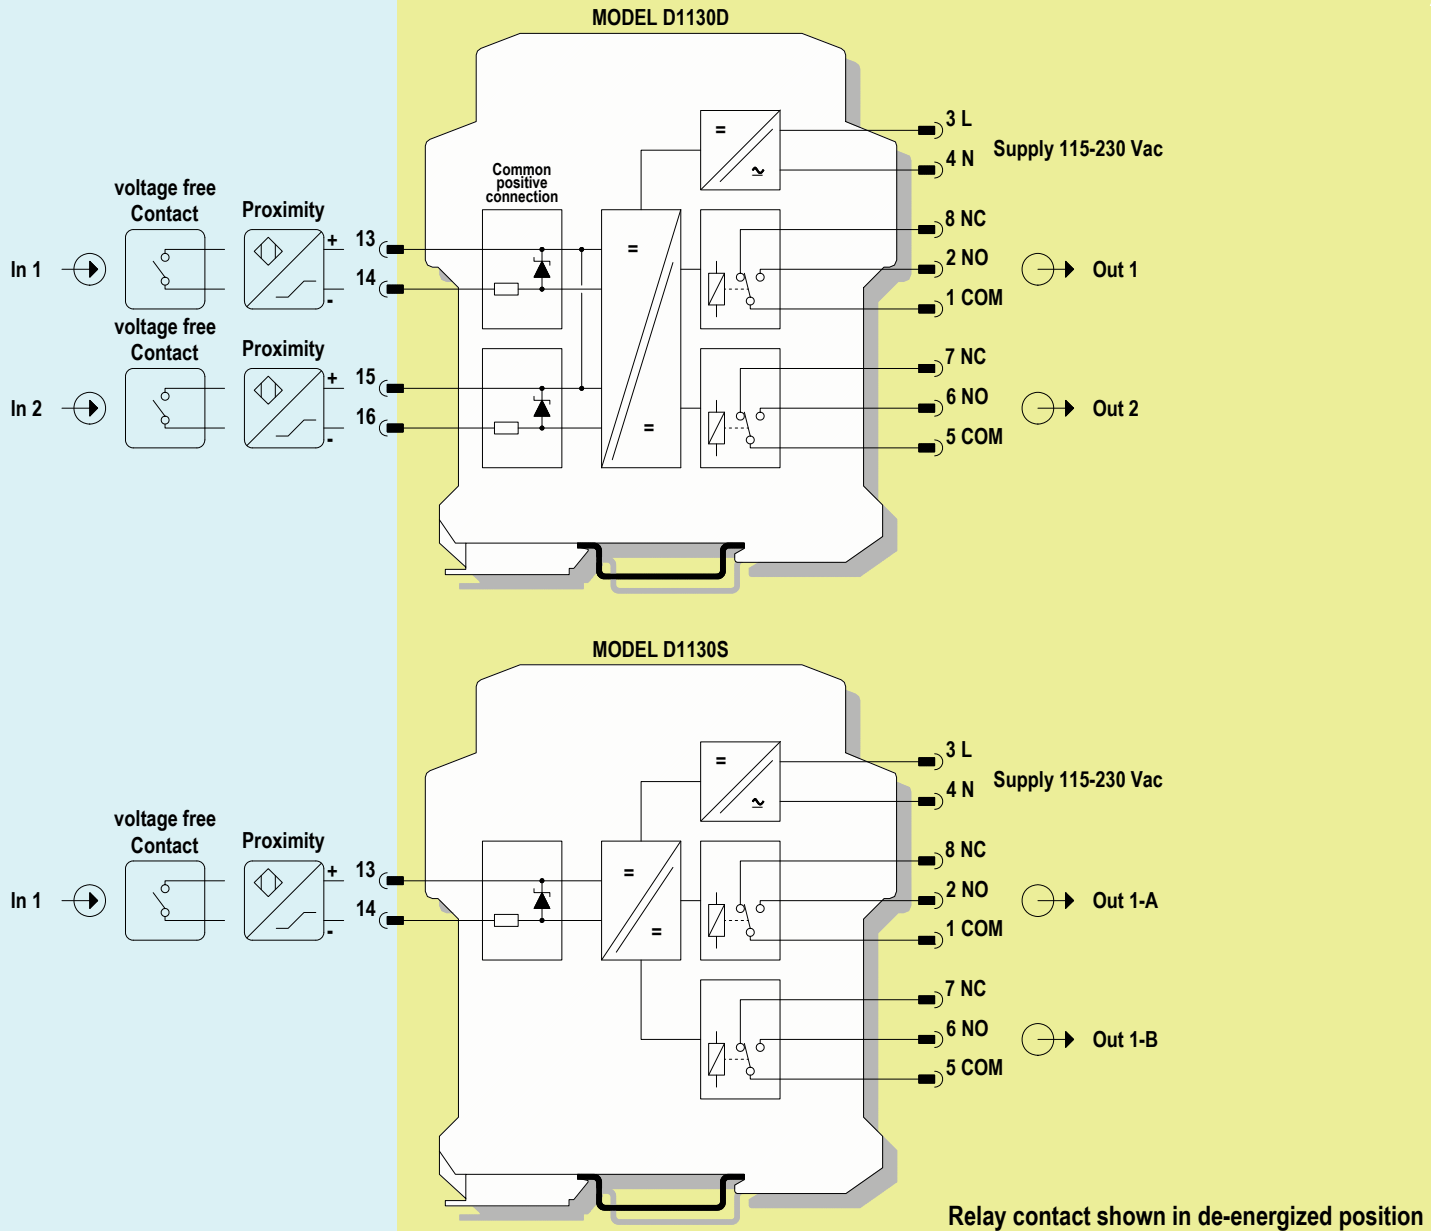 MODEL D1130D
3 L
Supply 115-230 Vac
4 N
Common
positive
connection
voltage free
Contact
Proximity
In 1
+
13
14
-
8 NC
2 NO
1 COM
Out 1
voltage free
Contact
Proximity
In 2
+
15
16
-
7 NC
6 NO
5 COM
Out 2
=
~
=
=
MODEL D1130S
3 L
Supply 115-230 Vac
4 N
voltage free
Contact
Proximity
In 1
+
13
14
-
8 NC
2 NO
1 COM
Out 1-A
7 NC
6 NO
5 COM
Out 1-B
=
~
=
=
Relay contact shown in de-energized position